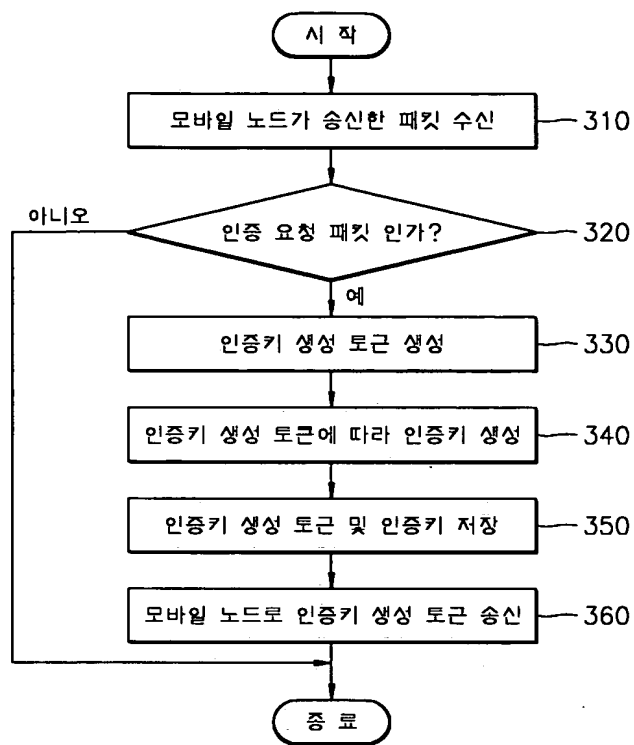 시 작
모바일 노드가 송신한 패킷 수신 310
아니오
인증 요청 패킷 인가? 320
예
인증키 생성 토큰 생성 330
인증키 생성 토큰에 따라 인증키 생성 340
인증키 생성 토큰 및 인증키 저장 350
모바일 노드로 인증키 생성 토큰 송신 360
종 료